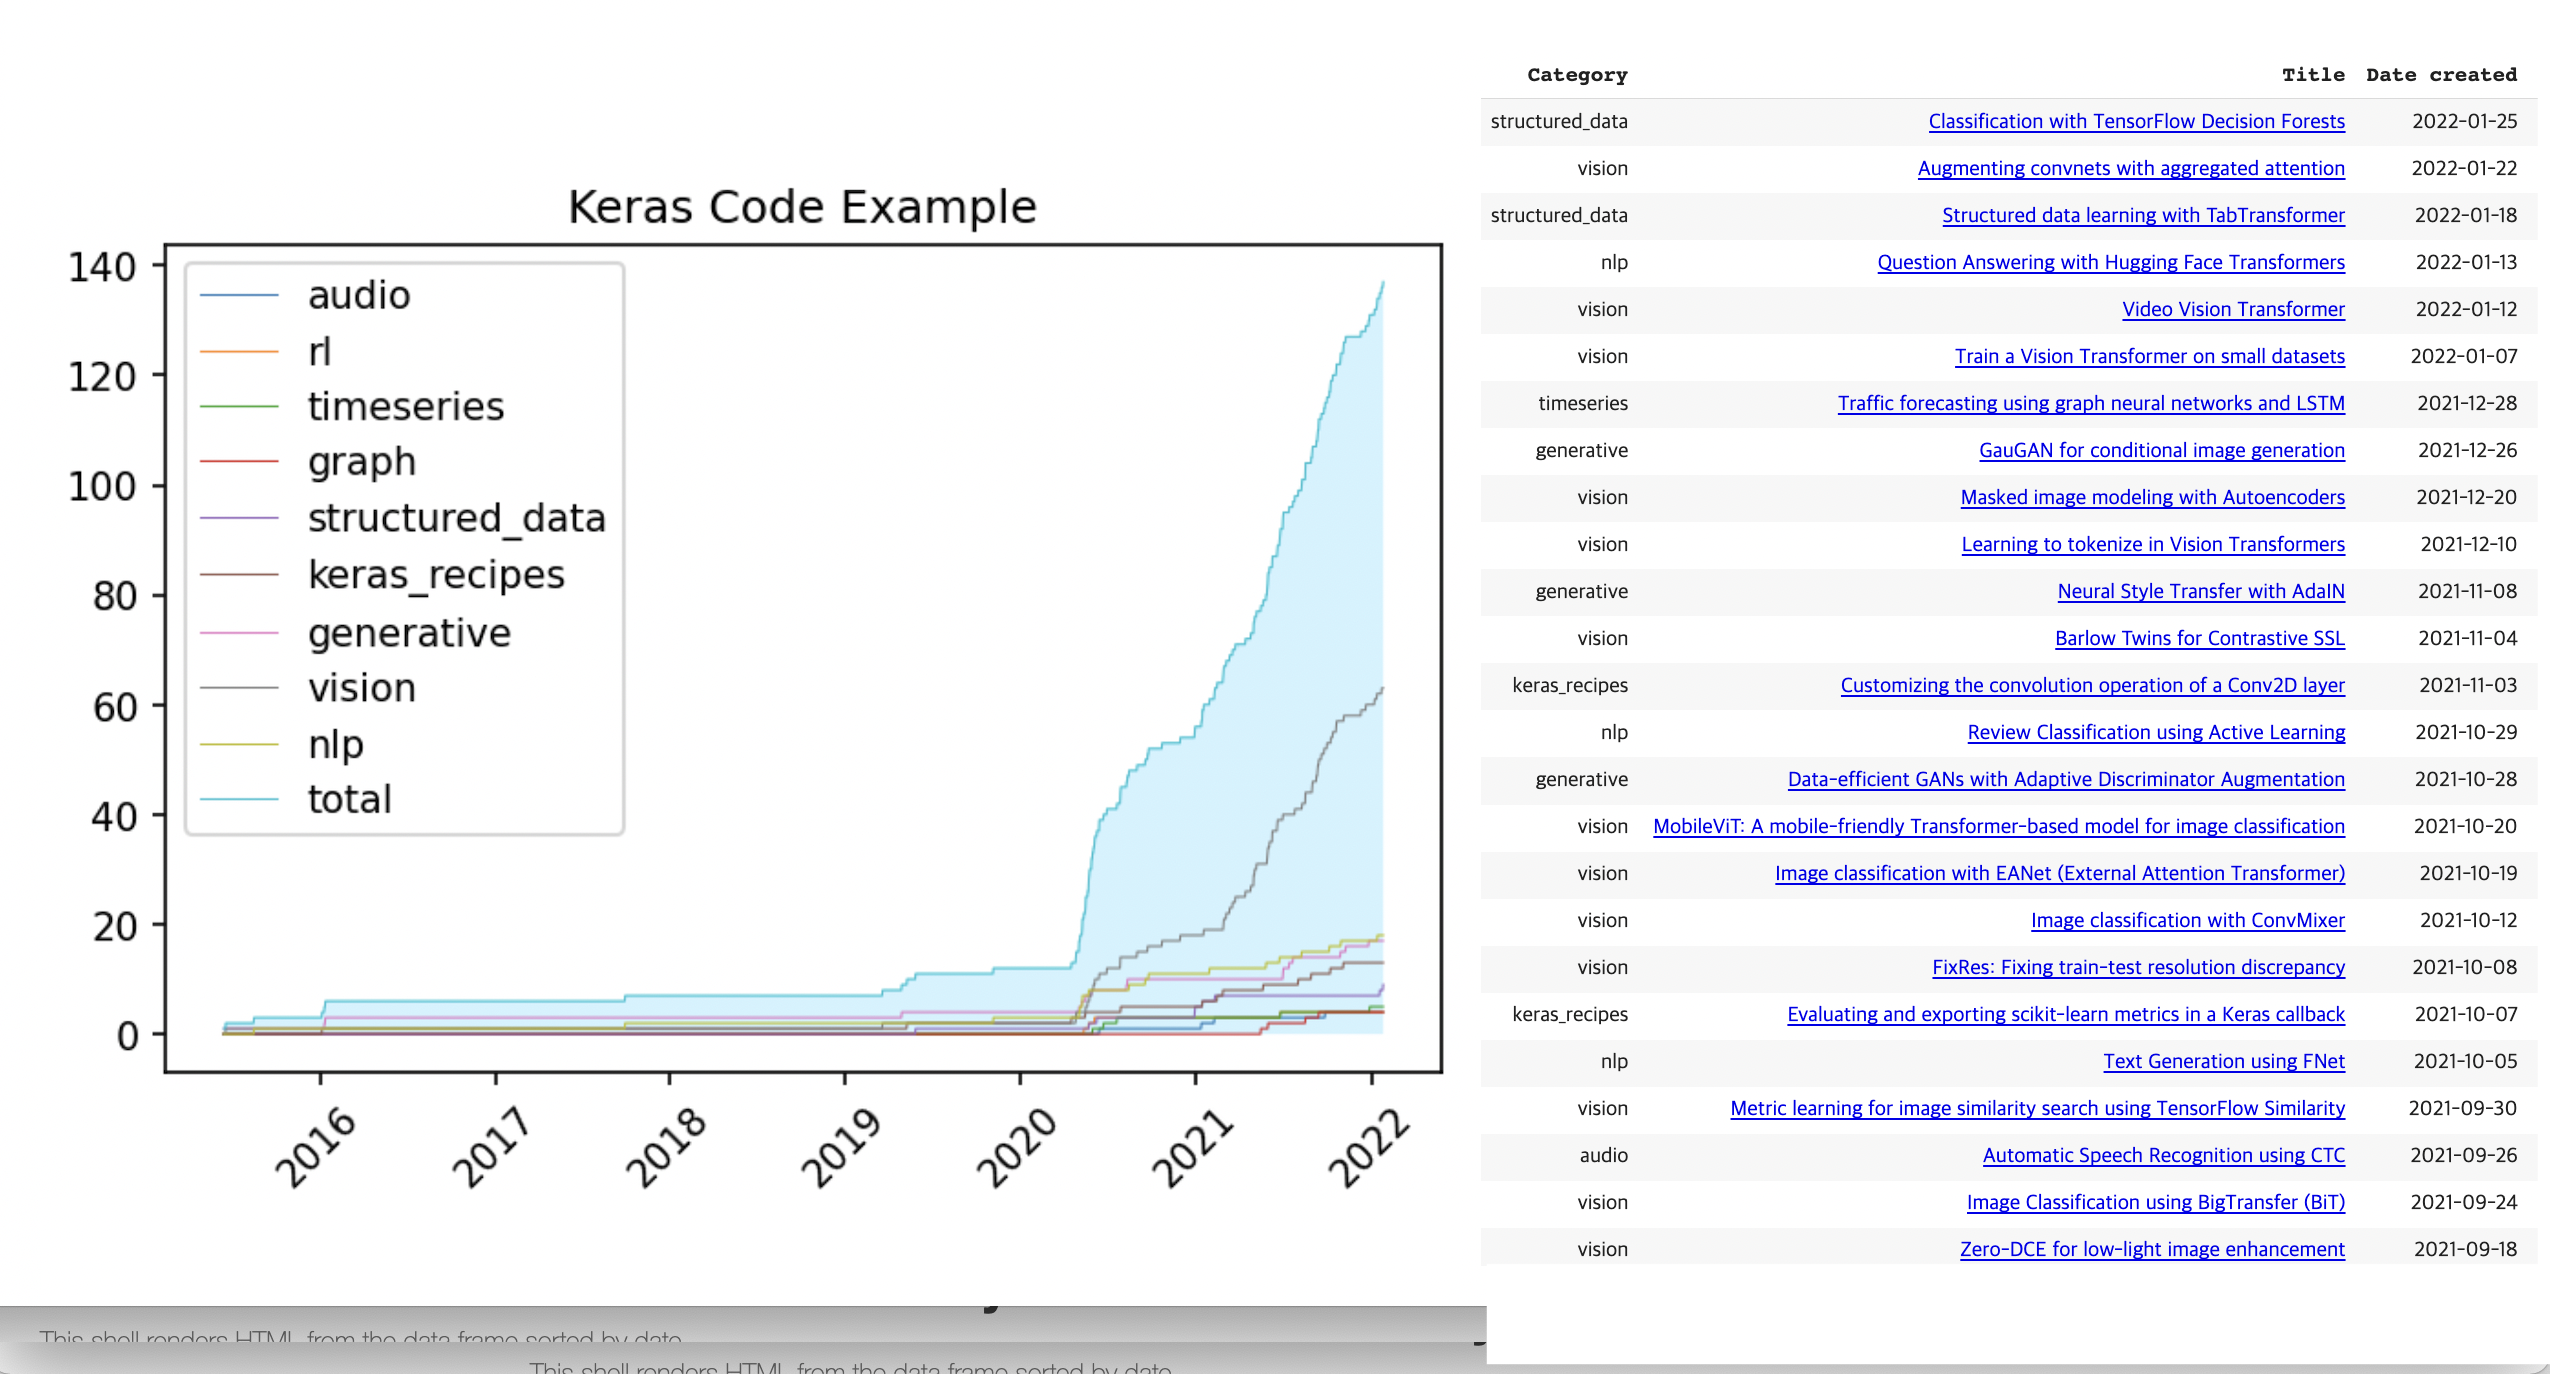 Keras Code Example
140
120
100
80
60
40
20
0
audio
rl
timeseries
graph
structured_data
keras_recipes
generative
vision
nlp
total
2016
2017
2018
2019
2020
2021
2022
Category Title Date created
structured_data Classification with TensorFlow Decision Forests 2022-01-25
vision Augmenting convnets with aggregated attention 2022-01-22
structured_data Structured data learning with TabTransformer 2022-01-18
nlp Question Answering with Hugging Face Transformers 2022-01-13
vision Video Vision Transformer 2022-01-12
vision Train a Vision Transformer on small datasets 2022-01-07
timeseries Traffic forecasting using graph neural networks and LSTM 2021-12-28
generative GauGAN for conditional image generation 2021-12-26
vision Masked image modeling with Autoencoders 2021-12-20
vision Learning to tokenize in Vision Transformers 2021-12-10
generative Neural Style Transfer with AdaIN 2021-11-08
vision Barlow Twins for Contrastive SSL 2021-11-04
keras_recipes Customizing the convolution operation of a Conv2D layer 2021-11-03
nlp Review Classification using Active Learning 2021-10-29
generative Data-efficient GANs with Adaptive Discriminator Augmentation 2021-10-28
vision MobileViT: A mobile-friendly Transformer-based model for image classification 2021-10-20
vision Image classification with EANet (External Attention Transformer) 2021-10-19
vision Image classification with ConvMixer 2021-10-12
vision FixRes: Fixing train-test resolution discrepancy 2021-10-08
keras_recipes Evaluating and exporting scikit-learn metrics in a Keras callback 2021-10-07
nlp Text Generation using FNet 2021-10-05
vision Metric learning for image similarity search using TensorFlow Similarity 2021-09-30
audio Automatic Speech Recognition using CTC 2021-09-26
vision Image Classification using BigTransfer (BiT) 2021-09-24
vision Zero-DCE for low-light image enhancement 2021-09-18
This shell renders HTML from the data frame sorted by date
This shell renders HTML from the data frame sorted by date